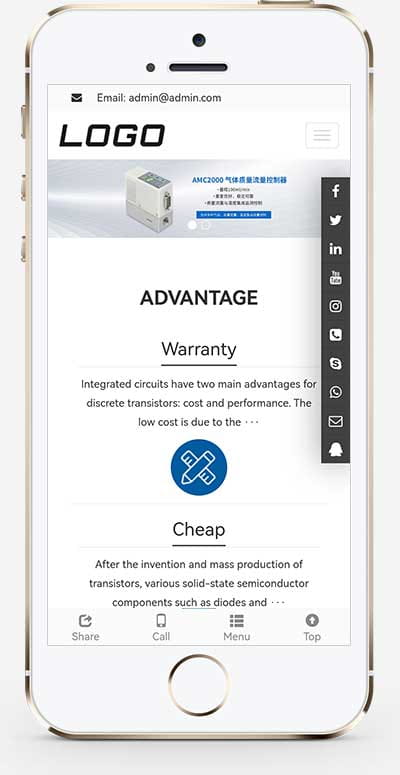 Email: admin@admin.com
LOGO
AMC2000 气体质量流量控制器
ADVANTAGE
Warranty
Integrated circuits have two main advantages for
discrete transistors: cost and performance. The
low cost is due to the ···
Cheap
After the invention and mass production of
transistors, various solid-state semiconductor
components such as diodes and ···
You
Tube
Share
Call
Menu
Top